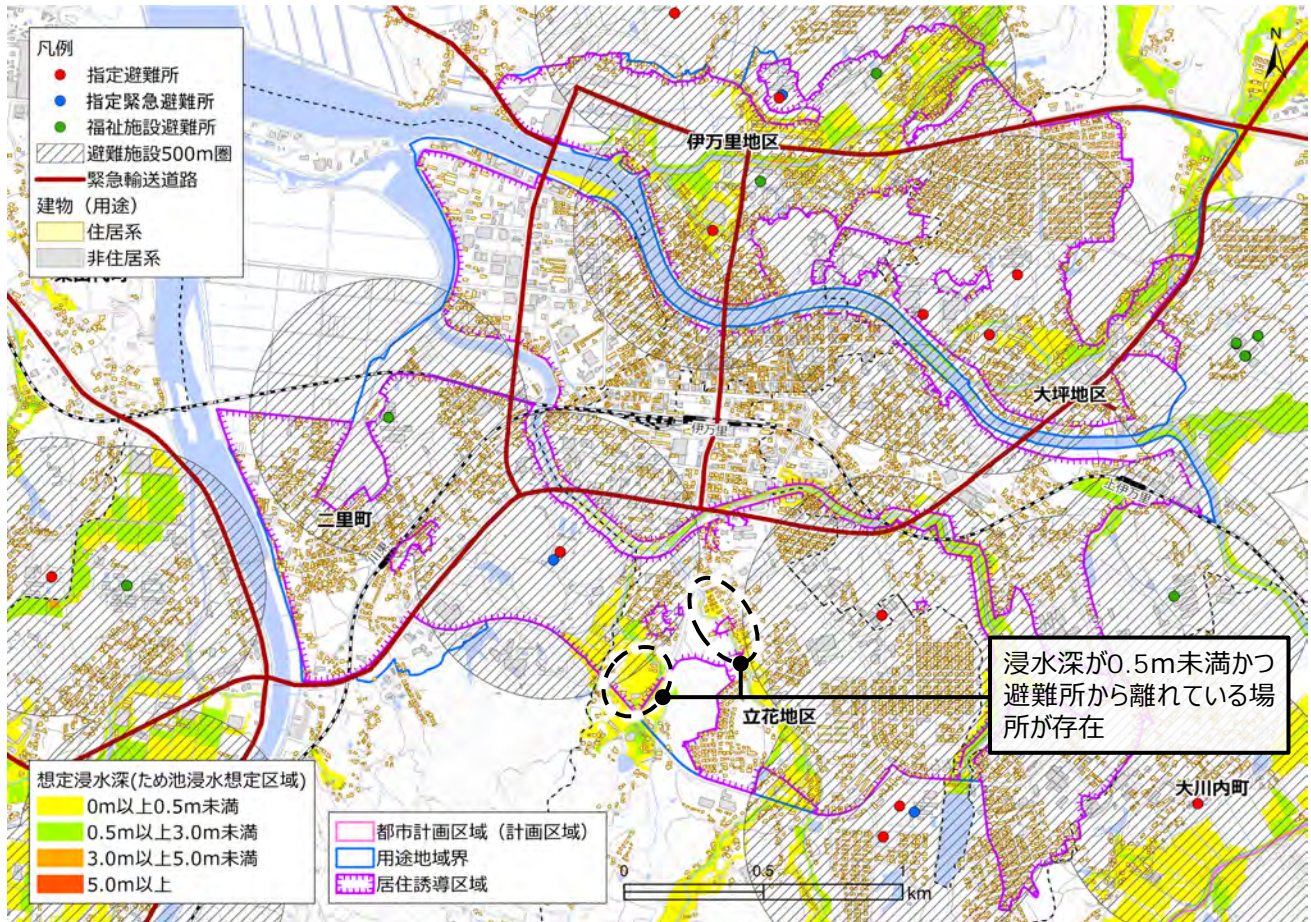 凡例
指定避難所
指定緊急避難所
福祉施設避難所
避難施設500m圏
緊急輸送道路
建物（用途）
住居系
非住居系
N
伊万里地区
大坪地区
伊万里
上伊万里
二里町
川東
立花地区
大川内町
浸水深が0.5m未満かつ
避難所から離れている場
所が存在
想定浸水深(ため池浸水想定区域)
0m以上0.5m未満
0.5m以上3.0m未満
3.0m以上5.0m未満
5.0m以上
都市計画区域（計画区域）
用途地域界
居住誘導区域
0
0.5
1
km